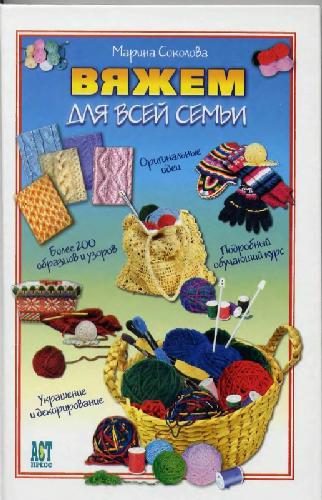 Марина Соколова
ВЯЖЕМ
ДЛЯ ВСЕЙ СЕМЬИ
Оригинальные
идеи
Более 200
образцов и узоров
Подробный
обучающий курс
Украшение
и декорирование
АСТ
ПРЕСС